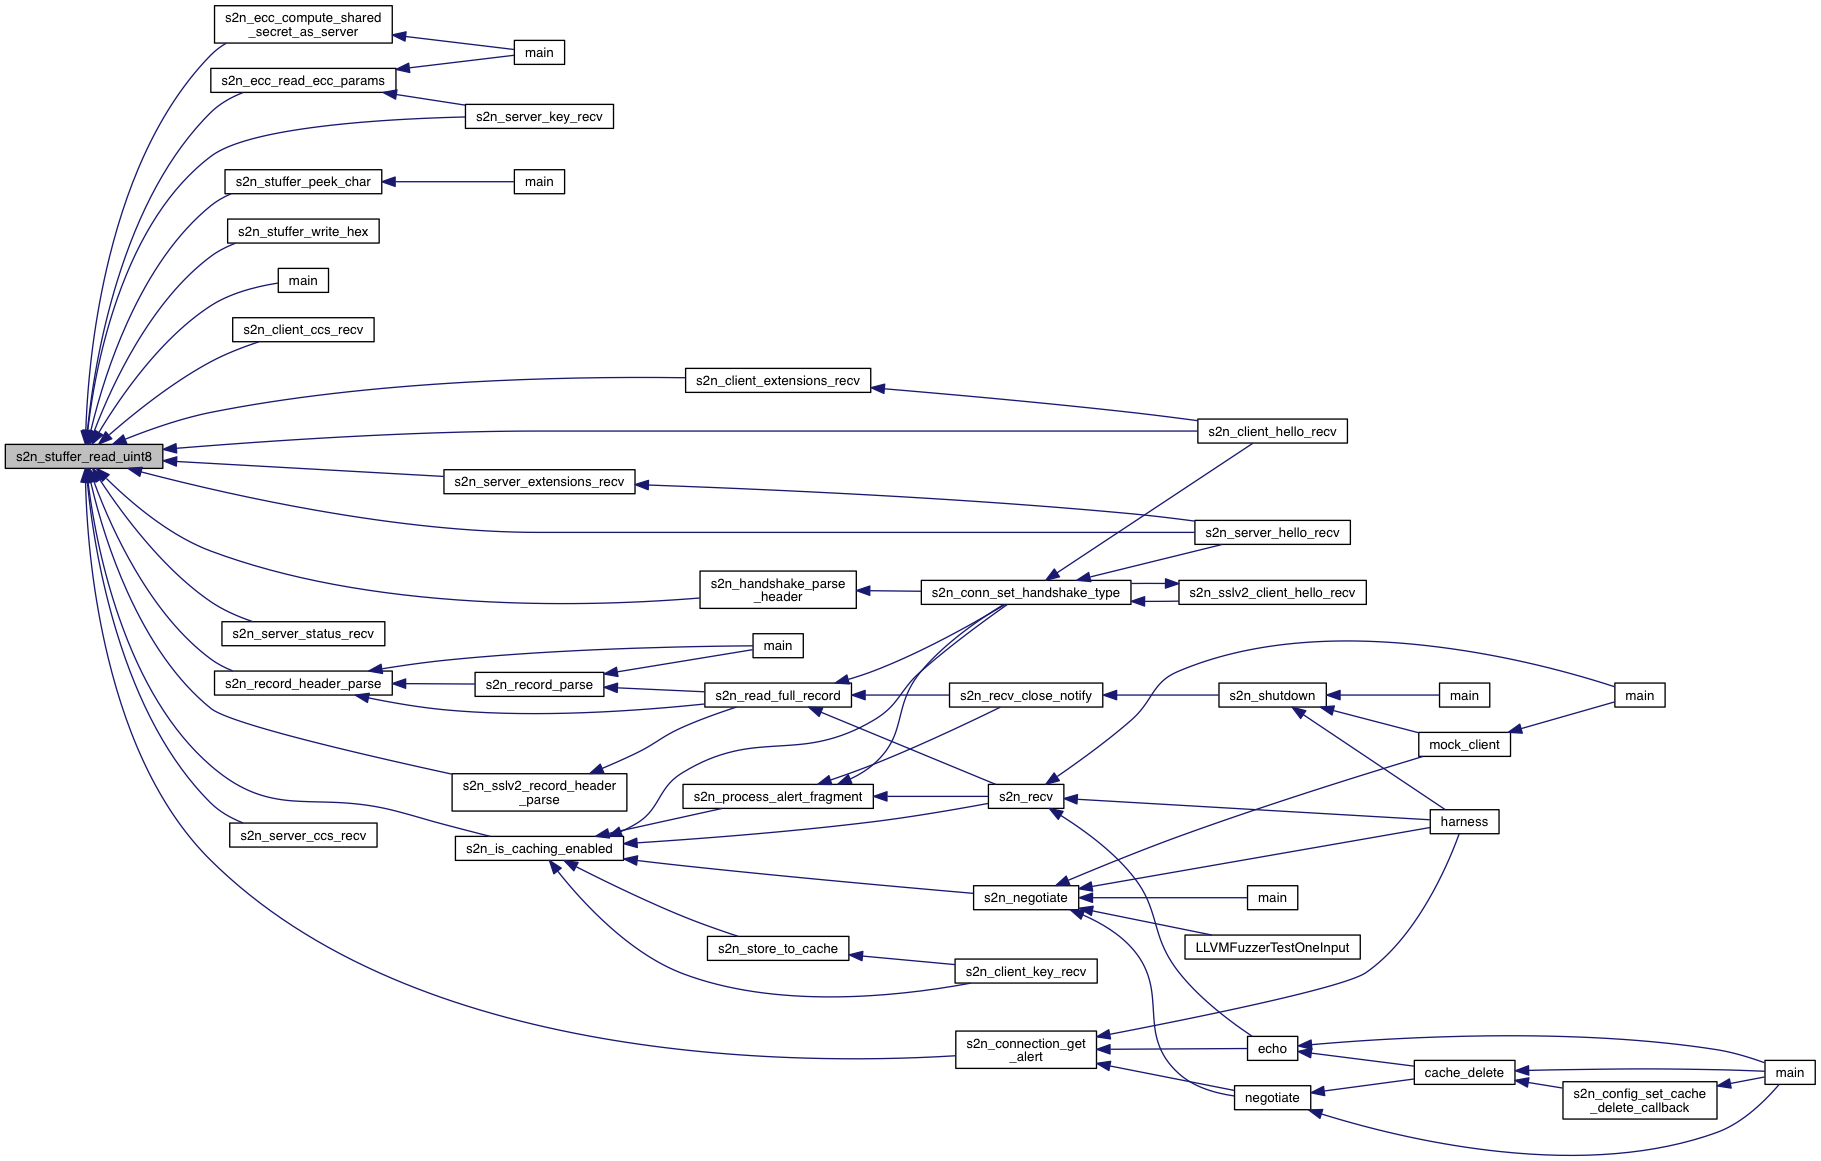 s2n_ecc_compute_shared
_secret_as_server
main
s2n_ecc_read_ecc_params
s2n_server_key_recv
s2n_stuffer_peek_char
main
s2n_stuffer_write_hex
main
s2n_client_ccs_recv
s2n_client_extensions_recv
s2n_client_hello_recv
s2n_stuffer_read_uint8
s2n_server_extensions_recv
s2n_server_hello_recv
s2n_handshake_parse
_header
s2n_conn_set_handshake_type
s2n_sslv2_client_hello_recv
s2n_server_status_recv
main
s2n_record_header_parse
s2n_record_parse
s2n_read_full_record
s2n_recv_close_notify
s2n_shutdown
main
main
mock_client
s2n_sslv2_record_header
_parse
s2n_process_alert_fragment
s2n_recv
harness
s2n_server_ccs_recv
s2n_is_caching_enabled
s2n_negotiate
main
s2n_store_to_cache
LLVMFuzzerTestOneInput
s2n_client_key_recv
s2n_connection_get
_alert
echo
cache_delete
main
negotiate
s2n_config_set_cache
_delete_callback